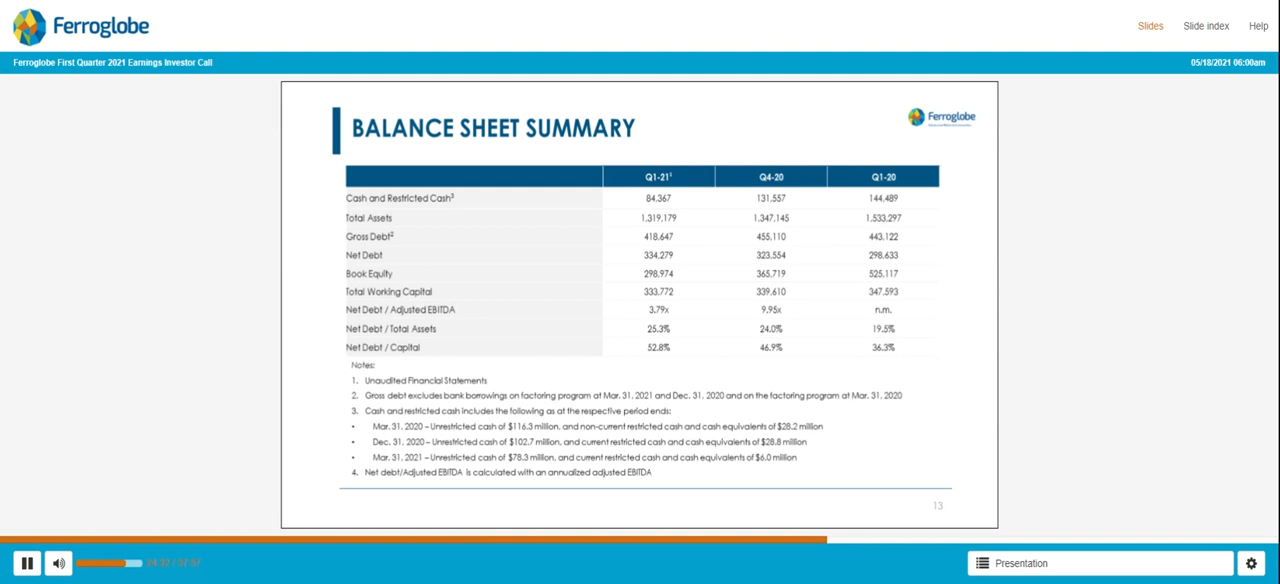 Ferroglobe
Slides Slide index Help
Ferroglobe First Quarter 2021 Earnings Investor Call 05/18/2021 06:00am
BALANCE SHEET SUMMARY
Ferroglobe
Q1-21¹ Q4-20 Q1-20
Cash and Restricted Cash³ 84,367 131,557 144,489
Total Assets 1,319,179 1,347,145 1,533,297
Gross Debt² 418,647 455,110 443,122
Net Debt 334,279 323,554 298,633
Book Equity 298,974 365,719 525,117
Total Working Capital 333,772 339,610 347,593
Net Debt / Adjusted EBITDA 3.79x 9.95x n.m.
Net Debt / Total Assets 25.3% 24.0% 19.5%
Net Debt / Capital 52.8% 46.9% 36.3%
Notes:
1. Unaudited Financial Statements
2. Gross debt excludes bank borrowings on factoring program at Mar. 31, 2021 and Dec. 31, 2020 and on the factoring program at Mar. 31, 2020
3. Cash and restricted cash includes the following as at the respective period ends:
• Mar. 31, 2020 – Unrestricted cash of $116.3 million, and non-current restricted cash and cash equivalents of $28.2 million
• Dec. 31, 2020 – Unrestricted cash of $102.7 million, and current restricted cash and cash equivalents of $28.8 million
• Mar. 31, 2021 – Unrestricted cash of $78.3 million, and current restricted cash and cash equivalents of $6.0 million
4. Net debt/Adjusted EBITDA is calculated with an annualized adjusted EBITDA
13
Presentation